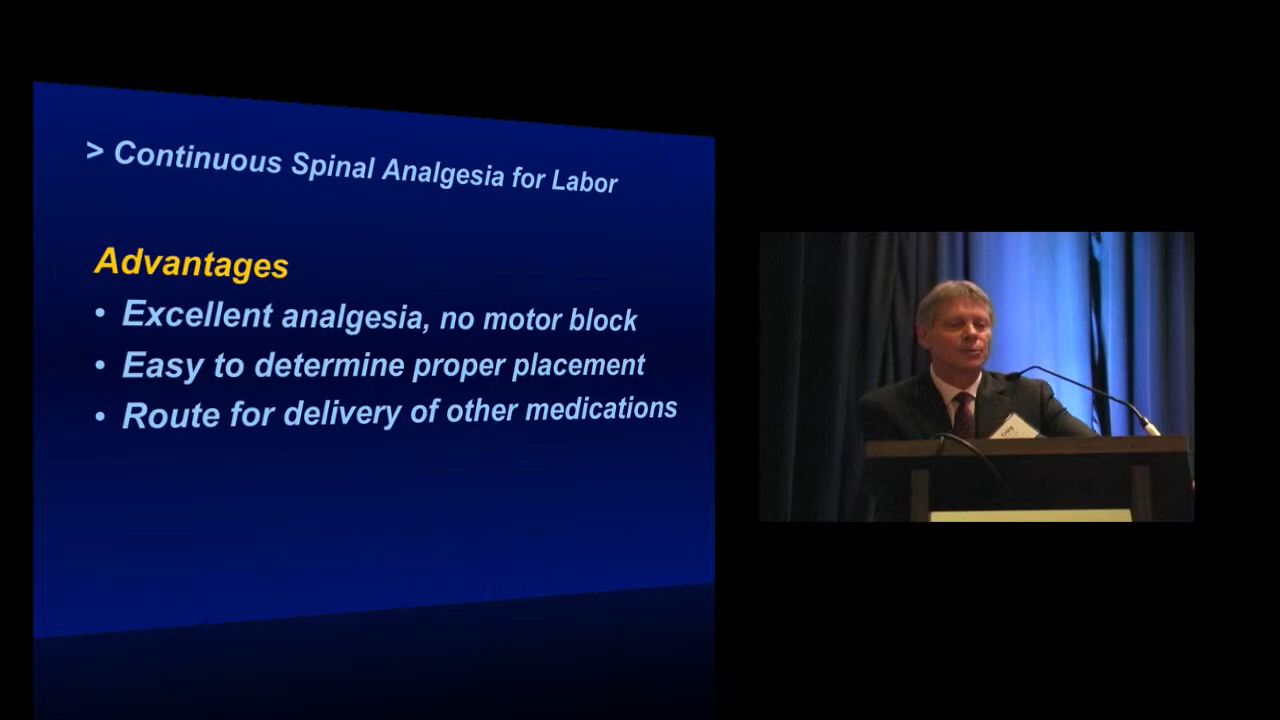 > Continuous Spinal Analgesia for Labor
Advantages
• Excellent analgesia, no motor block
• Easy to determine proper placement
• Route for delivery of other medications